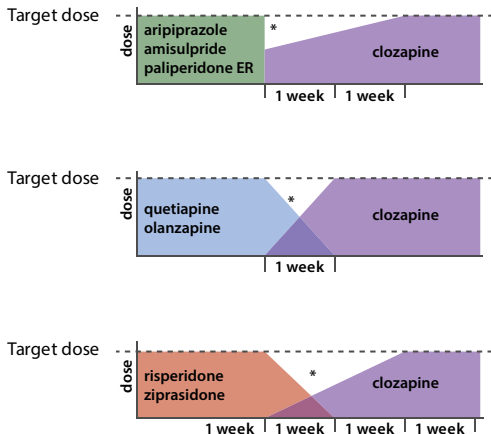 Target dose
dose
aripiprazole
amisulpride
paliperidone ER
*
clozapine
1 week 1 week
Target dose
dose
quetiapine
olanzapine
*
clozapine
1 week
Target dose
dose
risperidone
ziprasidone
*
clozapine
1 week 1 week 1 week 1 week